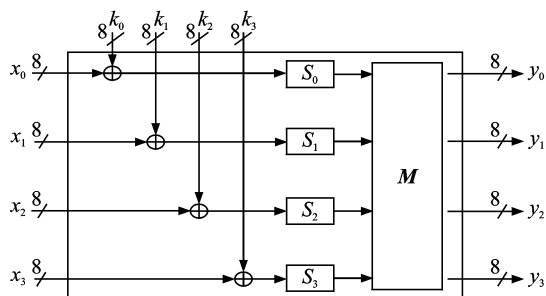 8 k₀ 8 k₁ 8 k₂ 8 k₃
x₀ 8 S₀ 8 y₀
x₁ 8 S₁ 8 y₁
M
x₂ 8 S₂ 8 y₂
x₃ 8 S₃ 8 y₃